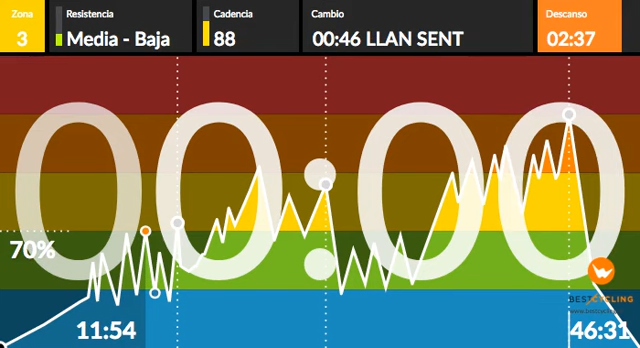 Zona
3
Resistencia
Media - Baja
Cadencia
88
Cambio
00:46 LLAN SENT
Descanso
02:37
00:00
70%
BESTCYCLING
11:54
46:31